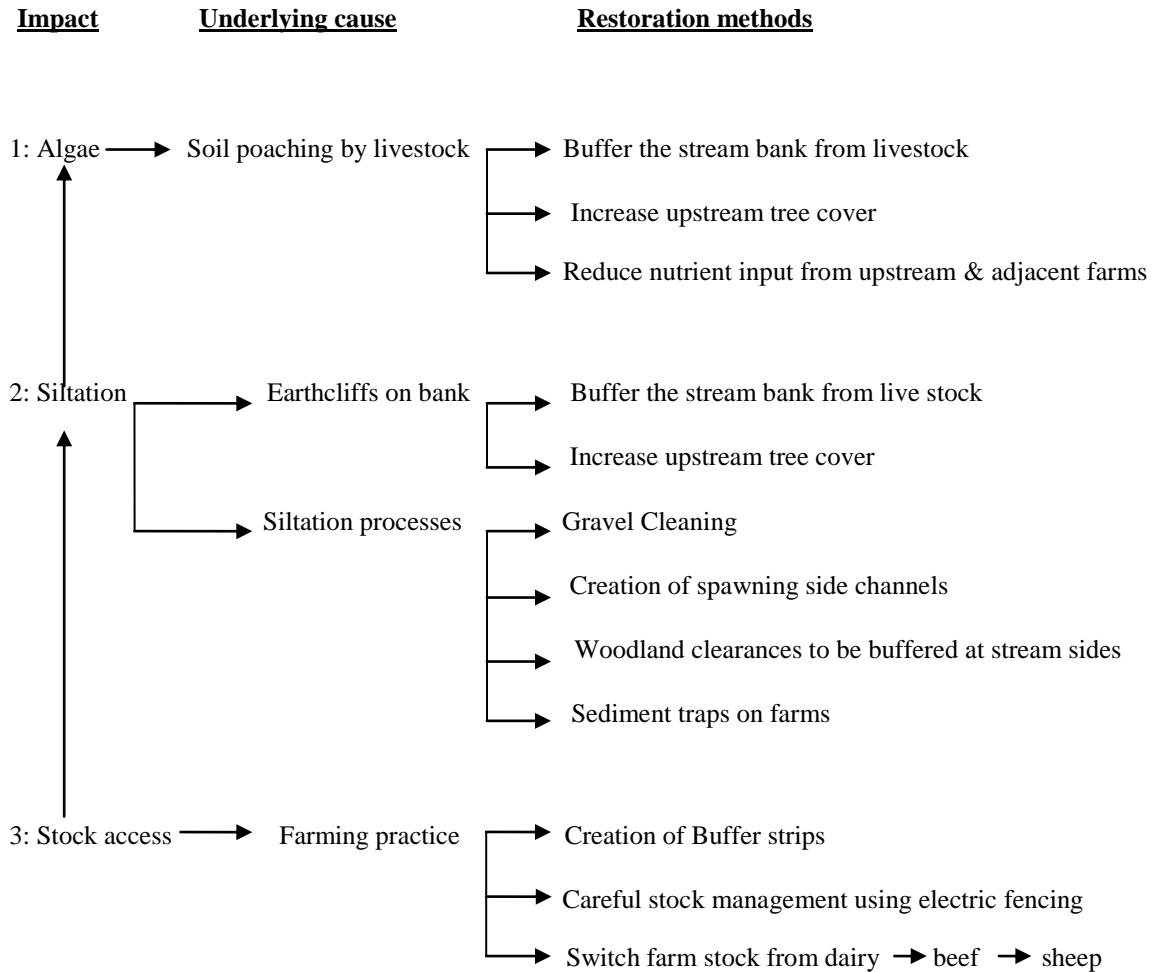 Impact Underlying cause Restoration methods
1: Algae Soil poaching by livestock Buffer the stream bank from livestock
Increase upstream tree cover
Reduce nutrient input from upstream & adjacent farms
2: Siltation Earthcliffs on bank Buffer the stream bank from live stock
Increase upstream tree cover
Siltation processes Gravel Cleaning
Creation of spawning side channels
Woodland clearances to be buffered at stream sides
Sediment traps on farms
3: Stock access Farming practice Creation of Buffer strips
Careful stock management using electric fencing
Switch farm stock from dairy beef sheep